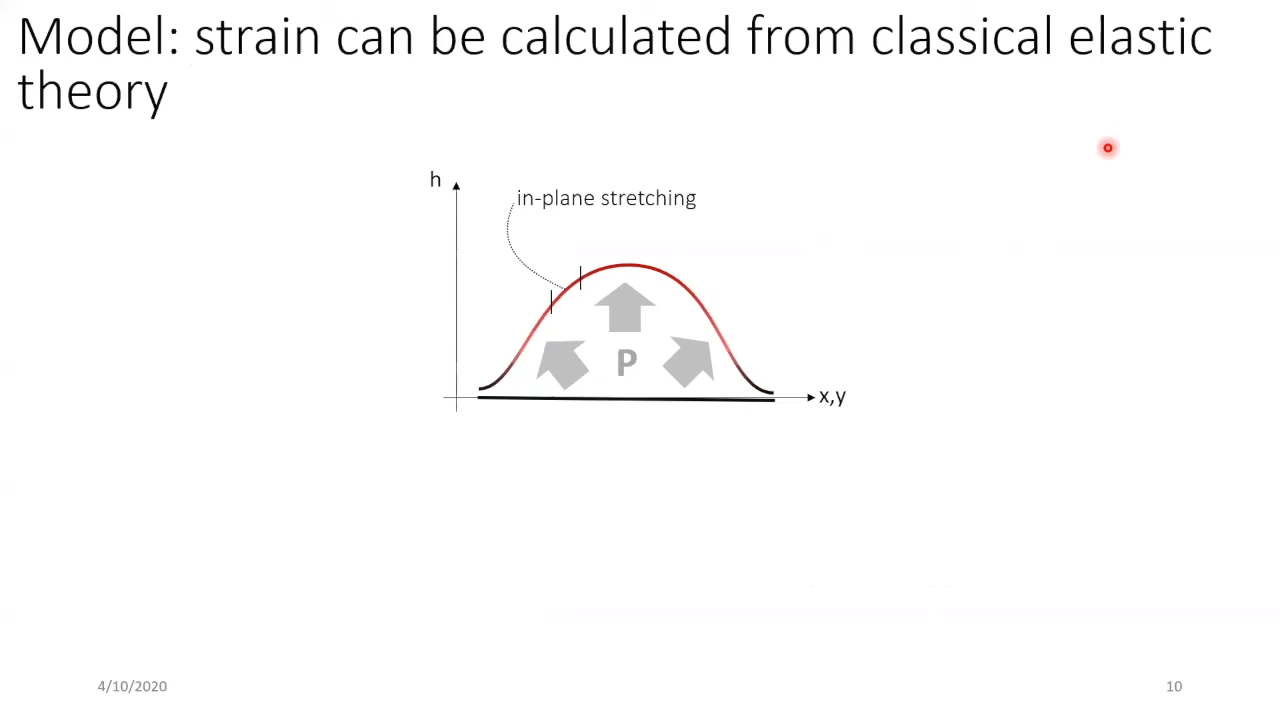 Model: strain can be calculated from classical elastic
theory
h
in-plane stretching
P
x,y
4/10/2020
10